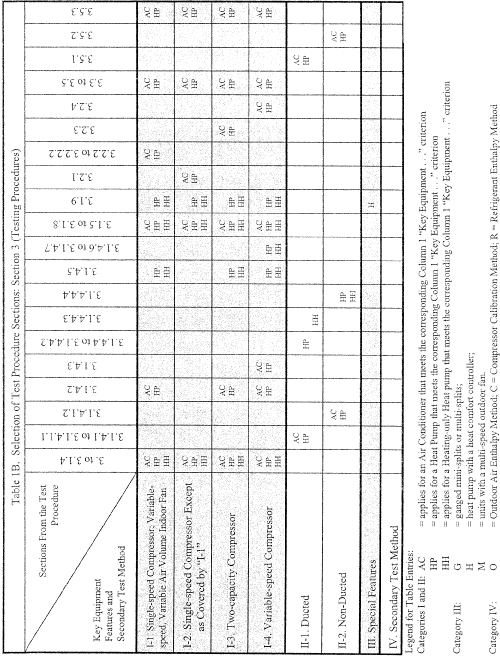 Table 1B. Selection of Test Procedure Sections: Section 3 (Testing Procedures)
Sections From the Test
Procedure
Key Equipment
Features and
Secondary Test Method
3. to 3.1.4
3.1.4.1 to 3.1.4.1.1
3.1.4.1.2
3.1.4.2
3.1.4.3
3.1.4.4 to 3.1.4.4.2
3.1.4.4.3
3.1.4.4.4
3.1.4.5
3.1.4.6 to 3.1.4.7
3.1.5 to 3.1.8
3.1.9
3.2.1
3.2.2 to 3.2.2.2
3.2.3
3.2.4
3.3 to 3.5
3.5.1
3.5.2
3.5.3
I-1. Single-speed Compressor; Variable-
speed, Variable Air Volume Indoor Fan
AC AC AC AC AC AC
HP HP HP HP HP HP HP HP
HH HH HH HH
I-2. Single-speed Compressor Except
as Covered by "I-1"
AC AC AC AC AC
HP HP HP HP HP HP
HH HH HH
I-3. Two-capacity Compressor
AC AC AC AC AC AC
HP HP HP HP HP HP HP HP
HH HH HH HH
I-4. Variable-speed Compressor
AC AC AC AC AC AC AC
HP HP HP HP HP HP HP HP HP HP
HH HH HH HH HH
II-1. Ducted
AC AC
HP HP HH HP
II-2. Non-Ducted
AC AC
HP HP HP
HH
III. Special Features
H
IV. Secondary Test Method
Legend for Table Entries:
Categories I and II: AC = applies for an Air Conditioner that meets the corresponding Column 1 "Key Equipment . . ." criterion
HP = applies for a Heat Pump that meets the corresponding Column 1 "Key Equipment . . ." criterion
HH = applies for a Heating-only Heat pump that meets the corresponding Column 1 "Key Equipment . . ." criterion
Category III: G = ganged mini-splits or multi-splits;
H = heat pump with a heat comfort controller;
M = units with a multi-speed outdoor fan.
Category IV: O = Outdoor Air Enthalpy Method; C = Compressor Calibration Method; R = Refrigerant Enthalpy Method